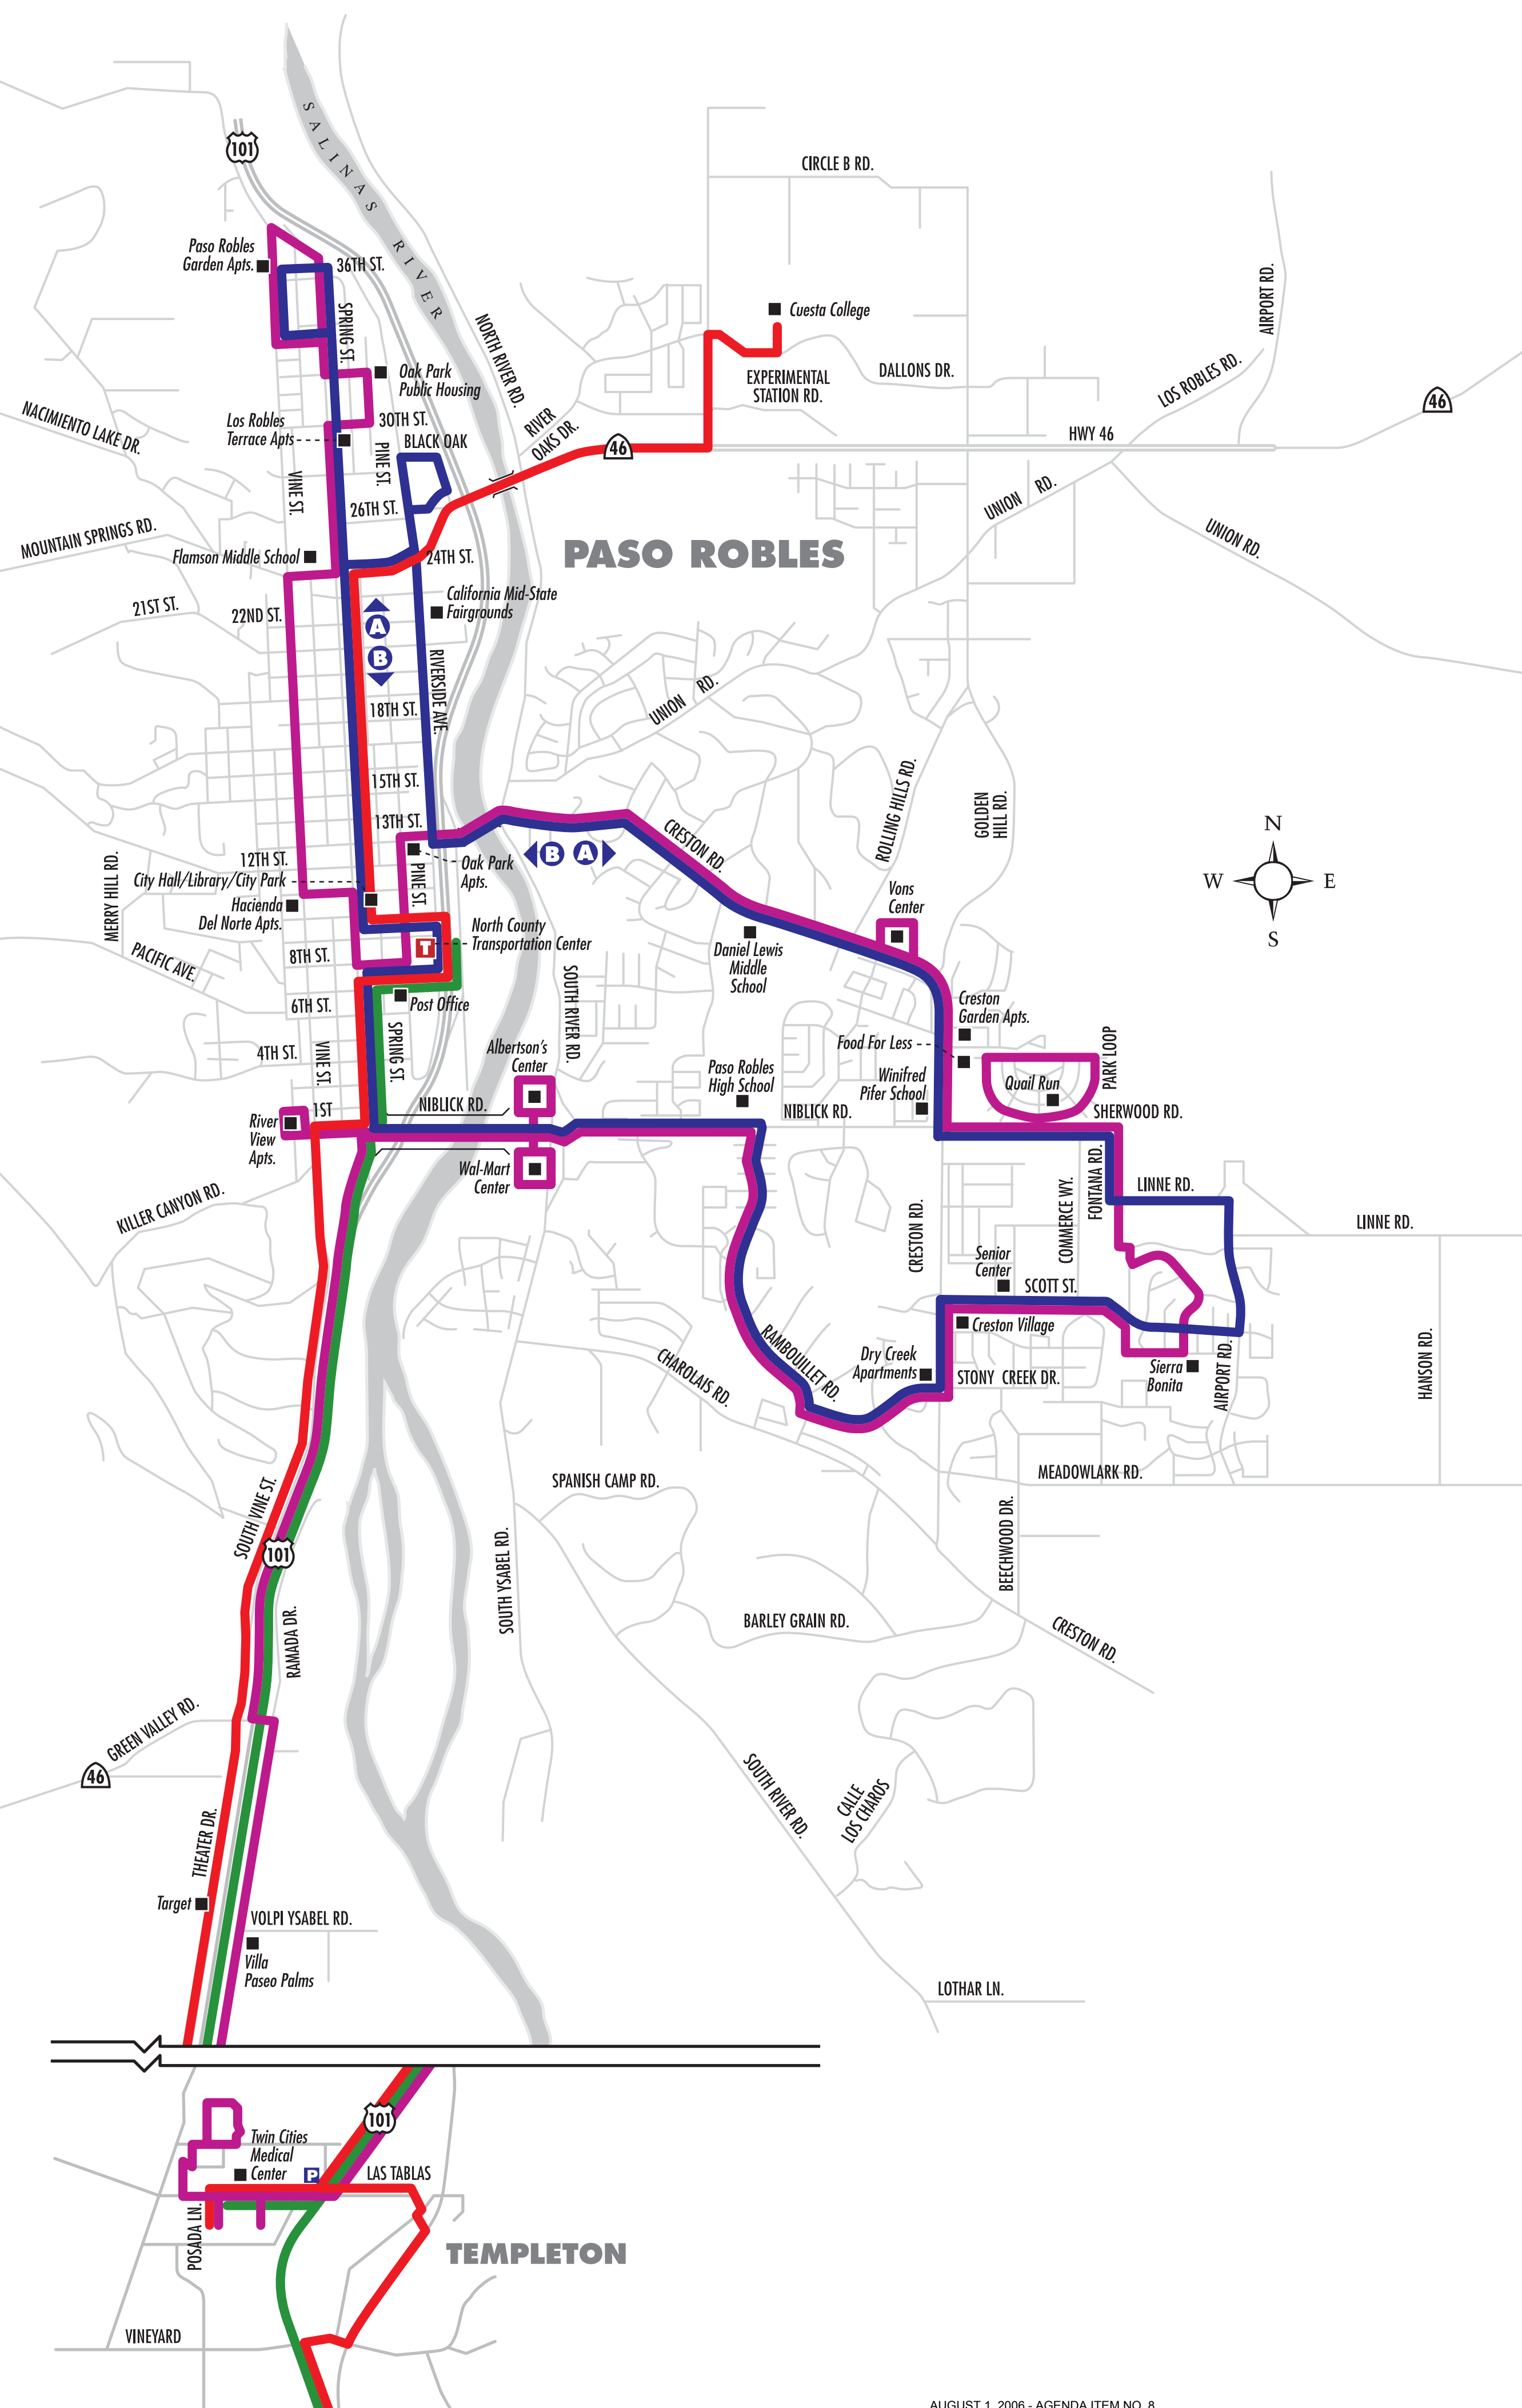 SALINAS RIVER
101
CIRCLE B RD.
Paso Robles
Garden Apts.
36TH ST.
SPRING ST.
AIRPORT RD.
Cuesta College
NORTH RIVER RD.
Oak Park
Public Housing
EXPERIMENTAL
STATION RD.
DALLONS DR.
LOS ROBLES RD.
46
NACIMIENTO LAKE DR.
Los Robles
Terrace Apts
30TH ST.
BLACK OAK
RIVER
OAKS DR.
46
HWY 46
VINE ST.
PINE ST.
26TH ST.
UNION RD.
UNION RD.
MOUNTAIN SPRINGS RD.
Flamson Middle School
24TH ST.
PASO ROBLES
21ST ST.
22ND ST.
California Mid-State
Fairgrounds
A
B
RIVERSIDE AVE.
18TH ST.
UNION RD.
15TH ST.
13TH ST.
ROLLING HILLS RD.
GOLDEN
HILL RD.
CRESTON RD.
B A
N
W E
S
12TH ST.
City Hall/Library/City Park
MERRY HILL RD.
Hacienda
Del Norte Apts.
PINE ST.
Oak Park
Apts.
Vons
Center
PACIFIC AVE.
8TH ST.
T
North County
Transportation Center
Daniel Lewis
Middle
School
6TH ST.
Post Office
SOUTH RIVER RD.
Creston
Garden Apts.
4TH ST.
VINE ST.
SPRING ST.
Albertson's
Center
Food For Less
PARK LOOP
Paso Robles
High School
Winifred
Pifer School
Quail Run
1ST
NIBLICK RD.
NIBLICK RD.
SHERWOOD RD.
River
View
Apts.
Wal-Mart
Center
KILLER CANYON RD.
CRESTON RD.
COMMERCE WY.
FONTANA RD.
LINNE RD.
LINNE RD.
Senior
Center
SCOTT ST.
Creston Village
RAMBOUILLET RD.
CHAROLAIS RD.
Dry Creek
Apartments
STONY CREEK DR.
Sierra
Bonita
AIRPORT RD.
HANSON RD.
SOUTH VINE ST.
SPANISH CAMP RD.
MEADOWLARK RD.
101
SOUTH YSABEL RD.
BEECHWOOD DR.
RAMADA DR.
BARLEY GRAIN RD.
CRESTON RD.
GREEN VALLEY RD.
46
SOUTH RIVER RD.
CALLE
LOS CHAROS
THEATER DR.
Target
VOLPI YSABEL RD.
Villa
Paseo Palms
LOTHAR LN.
101
Twin Cities
Medical
Center
P
LAS TABLAS
POSADA LN.
TEMPLETON
VINEYARD
AUGUST 1, 2006 - AGENDA ITEM NO. 8